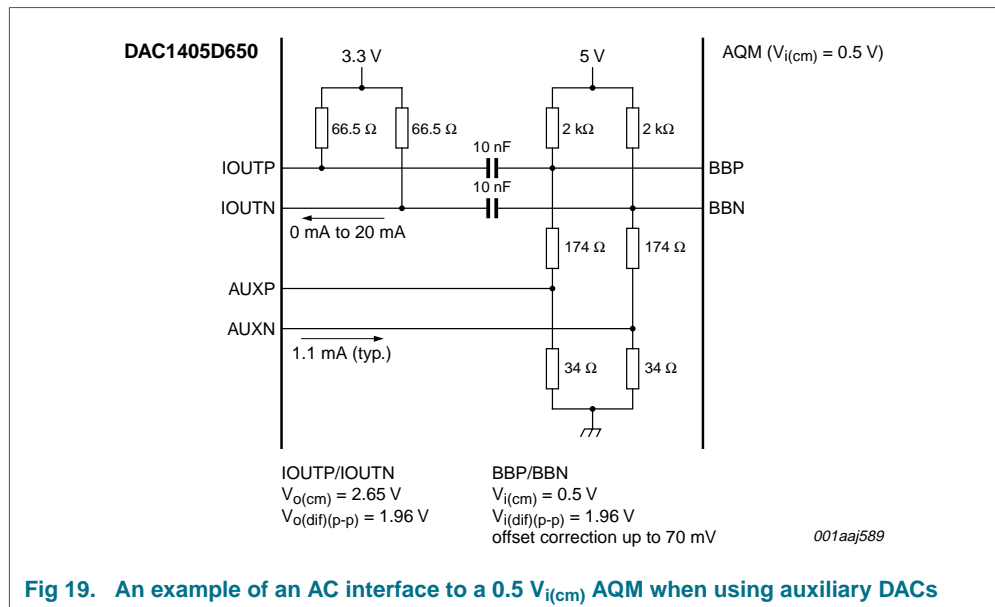 DAC1405D650
3.3 V
5 V
AQM (Vi(cm) = 0.5 V)
66.5 Ω
66.5 Ω
2 kΩ
2 kΩ
10 nF
IOUTP
BBP
10 nF
IOUTN
BBN
0 mA to 20 mA
174 Ω
174 Ω
AUXP
AUXN
1.1 mA (typ.)
34 Ω
34 Ω
IOUTP/IOUTN
Vo(cm) = 2.65 V
Vo(dif)(p-p) = 1.96 V
BBP/BBN
Vi(cm) = 0.5 V
Vi(dif)(p-p) = 1.96 V
offset correction up to 70 mV
001aaj589
Fig 19. An example of an AC interface to a 0.5 Vi(cm) AQM when using auxiliary DACs